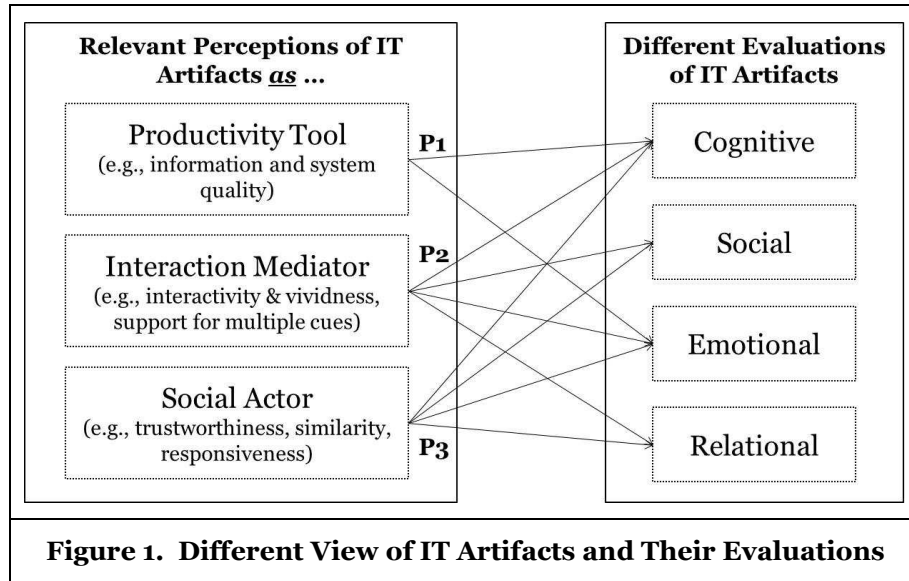 Relevant Perceptions of IT
Artifacts as ...
Productivity Tool
(e.g., information and system
quality)
P1
Interaction Mediator
(e.g., interactivity & vividness,
support for multiple cues)
P2
Social Actor
(e.g., trustworthiness, similarity,
responsiveness)
P3
Different Evaluations
of IT Artifacts
Cognitive
Social
Emotional
Relational
Figure 1. Different View of IT Artifacts and Their Evaluations